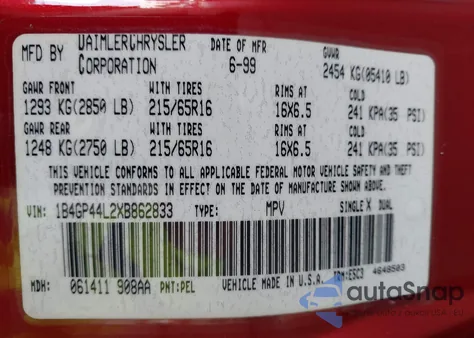 MFD BY DAIMLERCHRYSLER CORPORATION DATE OF MFR 6-99 GVWR 2454 KG(05410 LB)
GAWR FRONT WITH TIRES RIMS AT COLD
1293 KG(2850 LB) 215/65R16 16X6.5 241 KPA(35 PSI)
GAWR REAR WITH TIRES RIMS AT COLD
1248 KG(2750 LB) 215/65R16 16X6.5 241 KPA(35 PSI)
THIS VEHICLE CONFORMS TO ALL APPLICABLE FEDERAL MOTOR VEHICLE SAFETY AND THEFT
PREVENTION STANDARDS IN EFFECT ON THE DATE OF MANUFACTURE SHOWN ABOVE.
VIN: 1B4GP44L2XB862833 TYPE: MPV SINGLE X DUAL
MDH: 061411 908AA PNT:PEL VEHICLE MADE IN U.S.A. 4648503
autoSnap